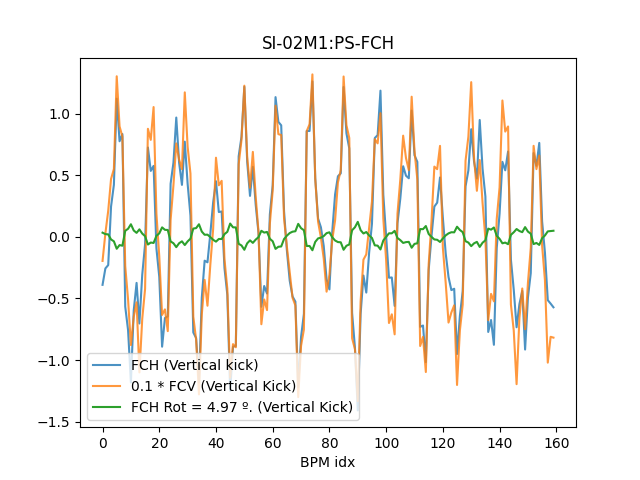 SI-02M1:PS-FCH
1.0
0.5
0.0
−0.5
−1.0
−1.5
FCH (Vertical kick)
0.1 * FCV (Vertical Kick)
FCH Rot = 4.97 º. (Vertical Kick)
0 20 40 60 80 100 120 140 160
BPM idx